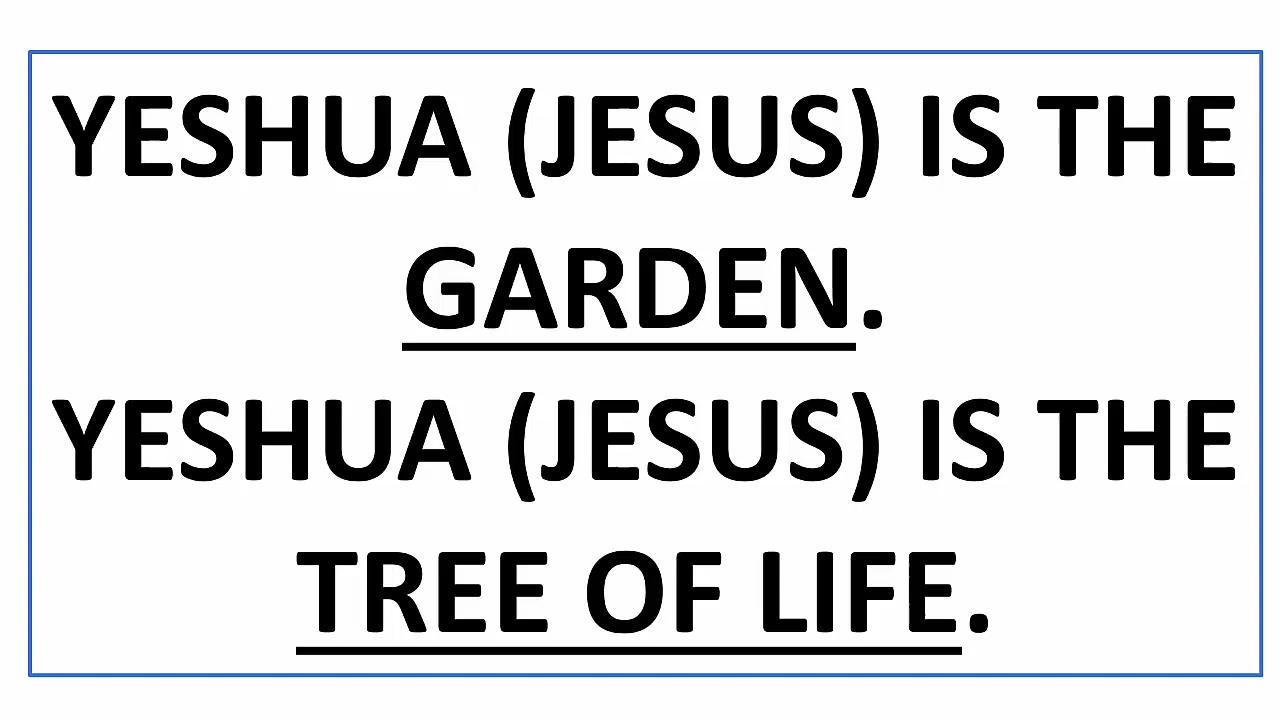 YESHUA (JESUS) IS THE
GARDEN.
YESHUA (JESUS) IS THE
TREE OF LIFE.